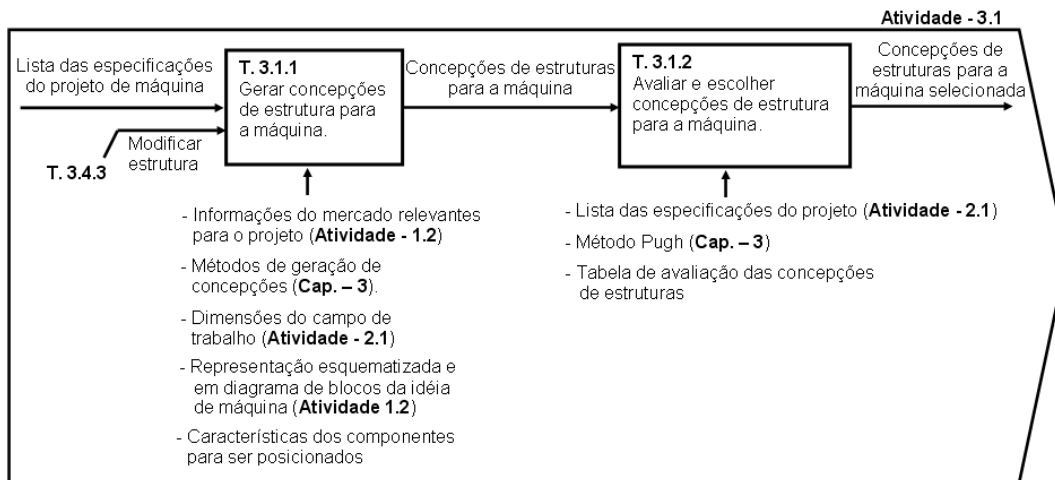 Atividade - 3.1
Lista das especificações
do projeto de máquina
T. 3.4.3
Modificar
estrutura
T. 3.1.1
Gerar concepções
de estrutura para
a máquina.
Concepções de estruturas
para a máquina
T. 3.1.2
Avaliar e escolher
concepções de estrutura
para a máquina.
Concepções de
estruturas para a
máquina selecionada
- Informações do mercado relevantes
para o projeto (Atividade - 1.2)
- Métodos de geração de
concepções (Cap. – 3).
- Dimensões do campo de
trabalho (Atividade - 2.1)
- Representação esquematizada e
em diagrama de blocos da idéia
de máquina (Atividade 1.2)
- Características dos componentes
para ser posicionados
- Lista das especificações do projeto (Atividade - 2.1)
- Método Pugh (Cap. – 3)
- Tabela de avaliação das concepções
de estruturas